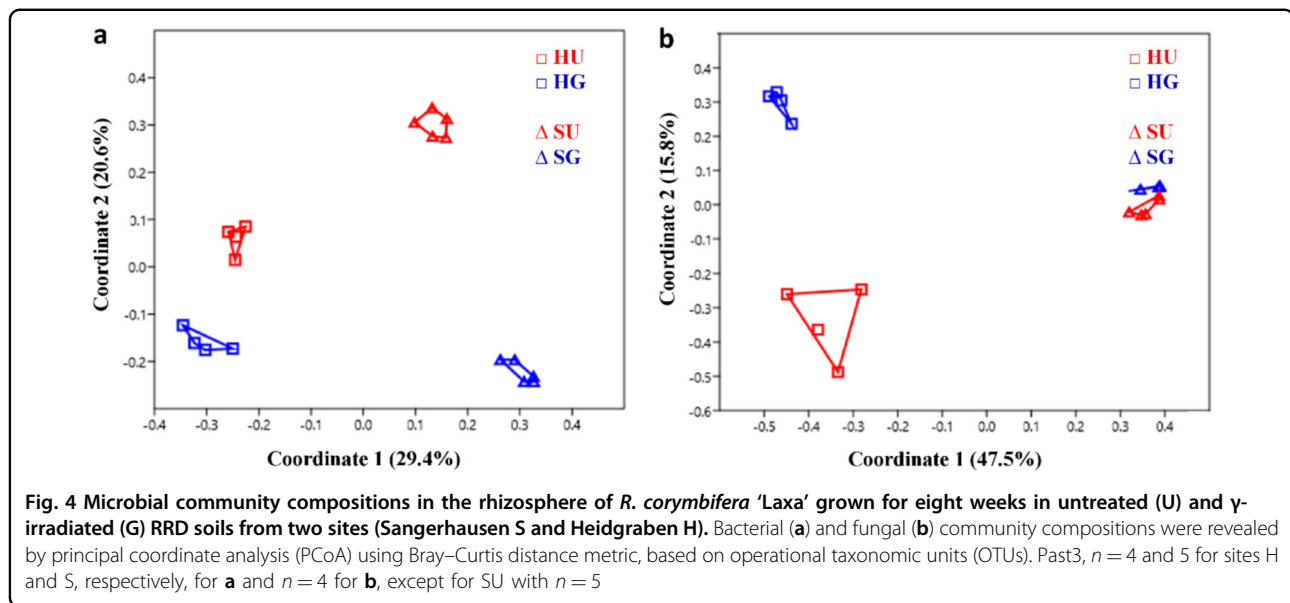 a
b
HU
HG
SU
SG
0.4
0.3
0.2
0.1
0.0
-0.1
-0.2
Coordinate 2 (20.6%)
-0.4 -0.3 -0.2 -0.1 0.0 0.1 0.2 0.3 0.4
Coordinate 1 (29.4%)
HU
HG
SU
SG
0.4
0.3
0.2
0.1
0.0
-0.1
-0.2
-0.3
-0.4
-0.5
-0.6
Coordinate 2 (15.8%)
-0.5 -0.4 -0.3 -0.2 -0.1 0.0 0.1 0.2 0.3 0.4
Coordinate 1 (47.5%)
Fig. 4 Microbial community compositions in the rhizosphere of R. corymbifera ‘Laxa’ grown for eight weeks in untreated (U) and γ-
irradiated (G) RRD soils from two sites (Sangerhausen S and Heidgraben H). Bacterial (a) and fungal (b) community compositions were revealed
by principal coordinate analysis (PCoA) using Bray–Curtis distance metric, based on operational taxonomic units (OTUs). Past3, n = 4 and 5 for sites H
and S, respectively, for a and n = 4 for b, except for SU with n = 5